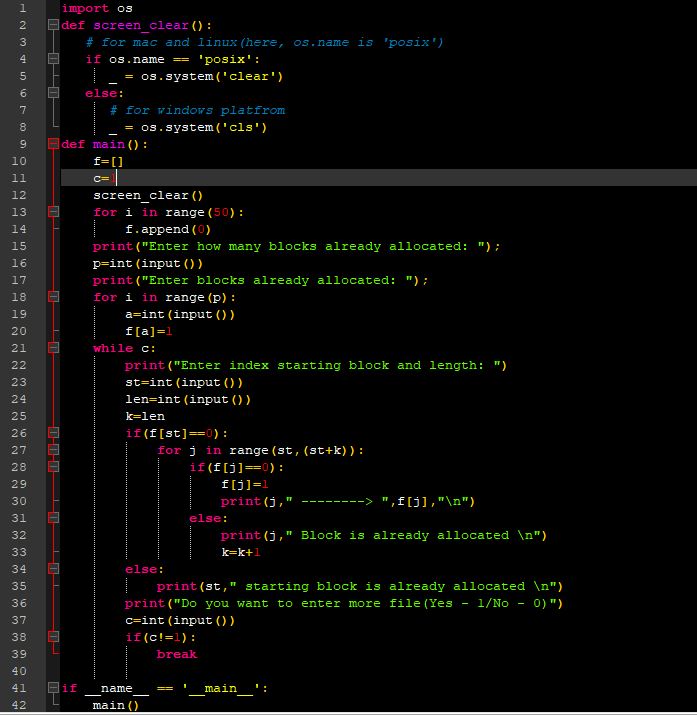 1 import os
2 def screen_clear():
3    # for mac and linux(here, os.name is 'posix')
4    if os.name == 'posix':
5       _ = os.system('clear')
6    else:
7       # for windows platfrom
8       _ = os.system('cls')
9 def main():
10     f=[]
11     c=1
12     screen_clear()
13     for i in range(50):
14         f.append(0)
15     print("Enter how many blocks already allocated: ");
16     p=int(input())
17     print("Enter blocks already allocated: ");
18     for i in range(p):
19         a=int(input())
20         f[a]=1
21     while c:
22         print("Enter index starting block and length: ")
23         st=int(input())
24         len=int(input())
25         k=len
26         if(f[st]==0):
27             for j in range(st,(st+k)):
28                 if(f[j]==0):
29                     f[j]=1
30                     print(j," --------> ",f[j],"\n")
31                 else:
32                     print(j," Block is already allocated \n")
33                     k=k+1
34         else:
35             print(st," starting block is already allocated \n")
36         print("Do you want to enter more file(Yes - 1/No - 0)")
37         c=int(input())
38         if(c!=1):
39             break
40
41 if __name__ == '__main__':
42     main()